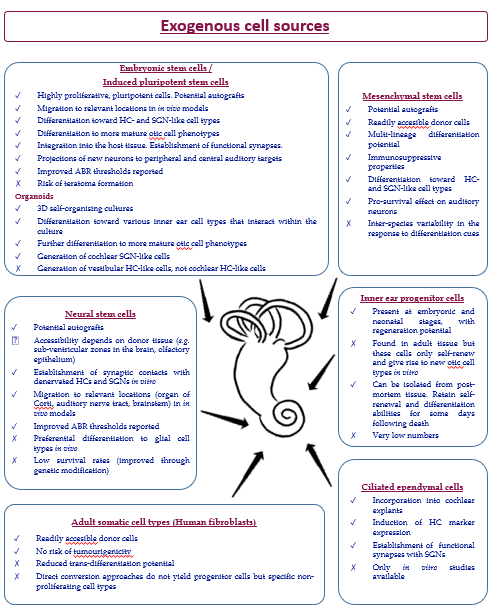 Exogenous cell sources
Embryonic stem cells /
Induced pluripotent stem cells
✓ Highly proliferative, pluripotent cells. Potential autografts
✓ Migration to relevant locations in in vivo models
✓ Differentiation toward HC- and SGN-like cell types
✓ Differentiation to more mature otic cell phenotypes
✓ Integration into the host tissue. Establishment of functional synapses.
✓ Projections of new neurons to peripheral and central auditory targets
✓ Improved ABR thresholds reported
✗ Risk of teratoma formation
Organoids
✓ 3D self-organising cultures
✓ Differentiation toward various inner ear cell types that interact within the
culture
✓ Further differentiation to more mature otic cell phenotypes
✓ Generation of cochlear SGN-like cells
✗ Generation of vestibular HC-like cells, not cochlear HC-like cells
Mesenchymal stem cells
✓ Potential autografts
✓ Readily accesible donor cells
✓ Multi-lineage differentiation
potential
✓ Immunosuppressive
properties
✓ Differentiation toward HC-
and SGN-like cell types
✓ Pro-survival effect on auditory
neurons
✗ Inter-species variability in the
response to differentiation cues
Neural stem cells
✓ Potential autografts
? Accessibility depends on donor tissue (e.g.
sub-ventricular zones in the brain, olfactory
epithelium)
✓ Establishment of synaptic contacts with
denervated HCs and SGNs in vitro
✓ Migration to relevant locations (organ of
Corti, auditory nerve tract, brainstem) in in
vivo models
✓ Improved ABR thresholds reported
✗ Preferential differentiation to glial cell
types in vivo
✗ Low survival rates (improved through
genetic modification)
Inner ear progenitor cells
✓ Present at embryonic and
neonatal stages, with
regeneration potential
✗ Found in adult tissue but
these cells only self-renew
and give rise to new otic cell
types in vitro
✓ Can be isolated from post-
mortem tissue. Retain self-
renewal and differentiation
abilities for some days
following death
✗ Very low numbers
Ciliated ependymal cells
✓ Incorporation into cochlear
explants
✓ Induction of HC marker
expression
✓ Establishment of functional
synapses with SGNs
✗ Only in vitro studies
available
Adult somatic cell types (Human fibroblasts)
✓ Readily accesible donor cells
✓ No risk of tumourigenicity
✗ Reduced trans-differentiation potential
✗ Direct conversion approaches do not yield progenitor cells but specific non-
proliferating cell types